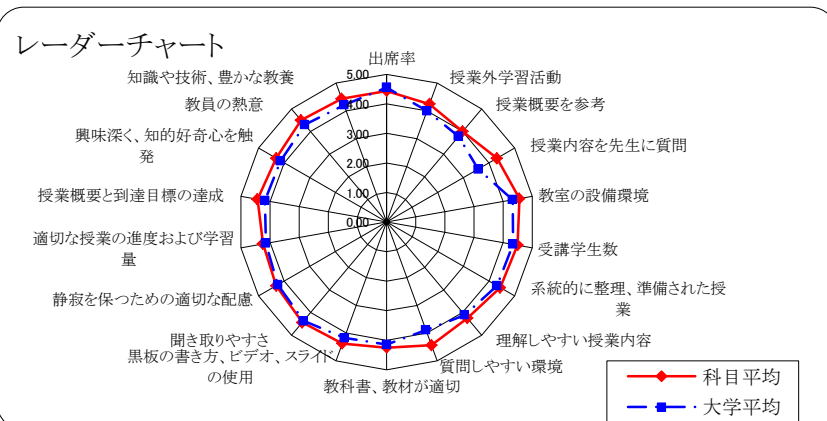 レーダーチャート
出席率
授業外学習活動
授業概要を参考
授業内容を先生に質問
教室の設備環境
受講学生数
系統的に整理、準備された授
業
理解しやすい授業内容
質問しやすい環境
教科書、教材が適切
黒板の書き方、ビデオ、スライド
の使用
聞き取りやすさ
静寂を保つための適切な配慮
適切な授業の進度および学習
量
授業概要と到達目標の達成
興味深く、知的好奇心を触
発
教員の熱意
知識や技術、豊かな教養
5.00
4.00
3.00
2.00
1.00
0.00
科目平均
大学平均